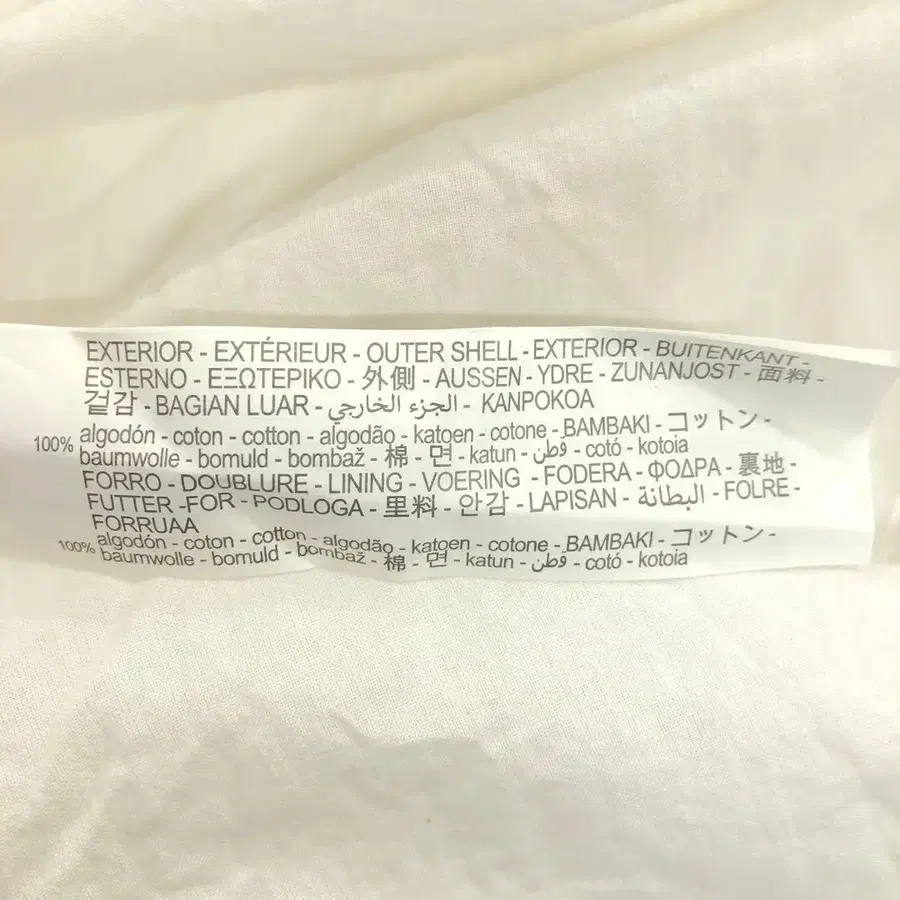 EXTERIOR - EXTÉRIEUR - OUTER SHELL - EXTERIOR - BUITENKANT -
ESTERNO - ΕΞΩΤΕΡΙΚΟ - 外側 - AUSSEN - YDRE - ZUNANJOST - 面料 -
겉감 - BAGIAN LUAR - الجزء الخارجي - KANPOKOA
100% algodón - coton - cotton - algodão - katoen - cotone - BAMBAKI - コットン -
baumwolle - bomuld - bombaž - 棉 - 면 - katun - قطن - cotó - kotoia
FORRO - DOUBLURE - LINING - VOERING - FODERA - ΦΟΔΡΑ - 裏地 -
FUTTER -FOR - PODLOGA - 里料 - 안감 - LAPISAN - البطانة - FOLRE -
FORRUAA
100% algodón - coton - cotton - algodão - katoen - cotone - BAMBAKI - コットン -
baumwolle - bomuld - bombaž - 棉 - 면 - katun - قطن - cotó - kotoia